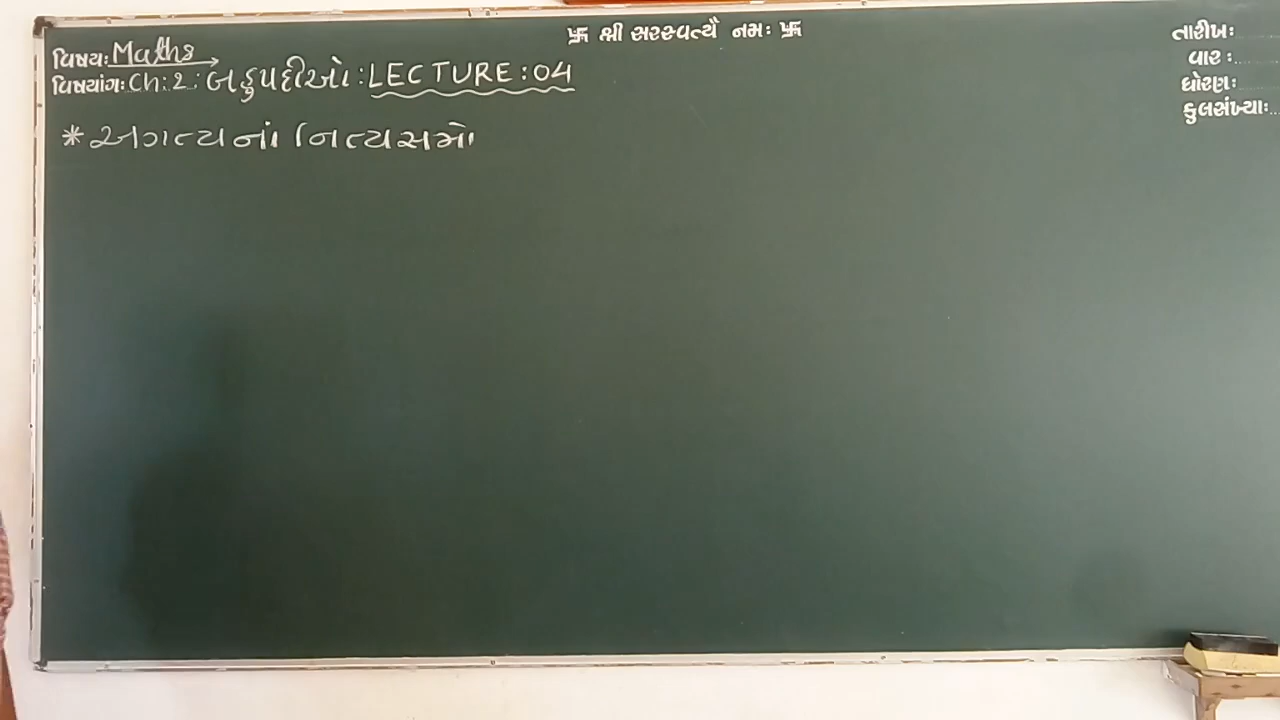 卐 શ્રી સરસ્વત્યૈ નમઃ 卐
વિષય: Maths
વિષયાંગ: Ch: 2 : બહુપદીઓ : LECTURE : 04
* અગત્યનાં નિત્યસમો
તારીખ:
વાર :
ધોરણ:
કુલસંખ્યા: